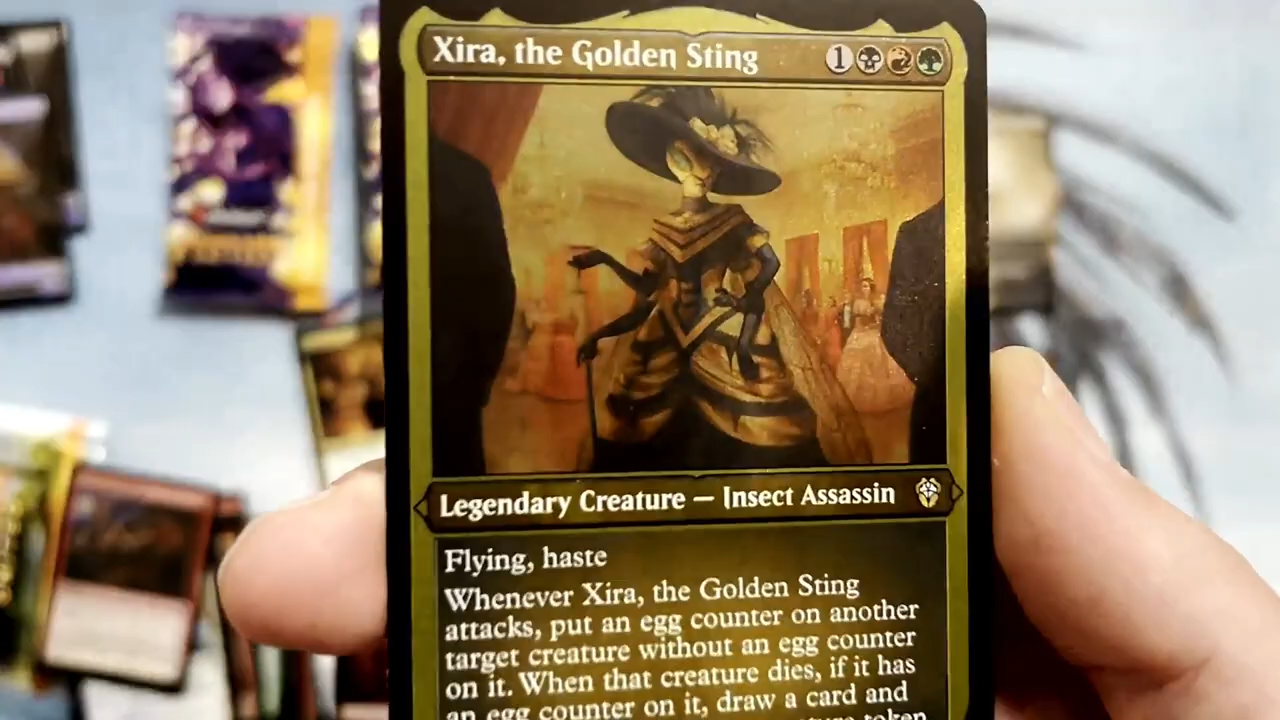 Xira, the Golden Sting 1
Legendary Creature — Insect Assassin
Flying, haste
Whenever Xira, the Golden Sting
attacks, put an egg counter on another
target creature without an egg counter
on it. When that creature dies, if it has
an egg counter on it, draw a card and
token